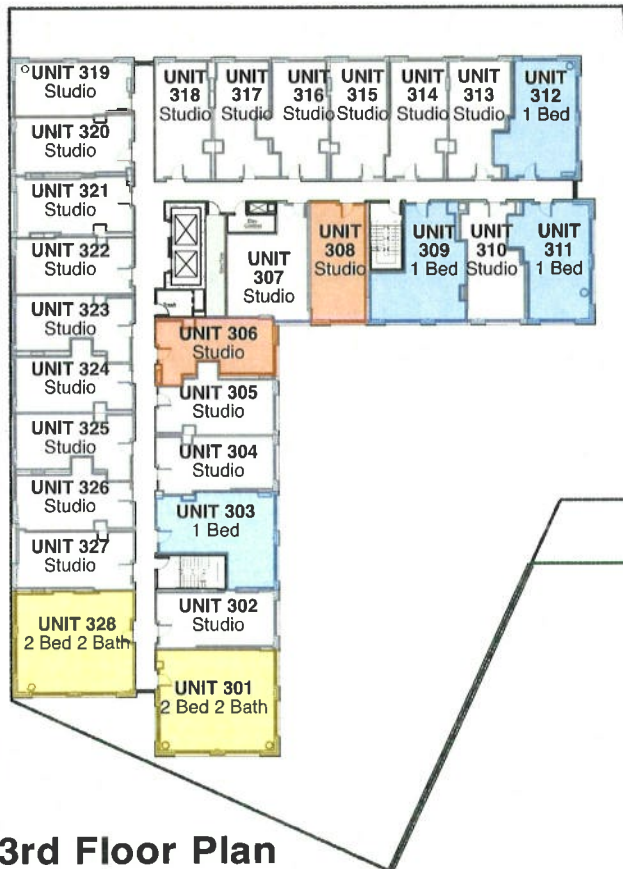 UNIT 319
Studio
UNIT
318
Studio
UNIT
317
Studio
UNIT
316
Studio
UNIT
315
Studio
UNIT
314
Studio
UNIT
313
Studio
UNIT
312
1 Bed
UNIT 320
Studio
UNIT 321
Studio
UNIT 322
Studio
UNIT
307
Studio
UNIT
308
Studio
UNIT
309
1 Bed
UNIT
310
Studio
UNIT
311
1 Bed
UNIT 323
Studio
UNIT 306
Studio
UNIT 324
Studio
UNIT 305
Studio
UNIT 325
Studio
UNIT 304
Studio
UNIT 326
Studio
UNIT 303
1 Bed
UNIT 327
Studio
UNIT 328
2 Bed 2 Bath
UNIT 302
Studio
UNIT 301
2 Bed 2 Bath
3rd Floor Plan